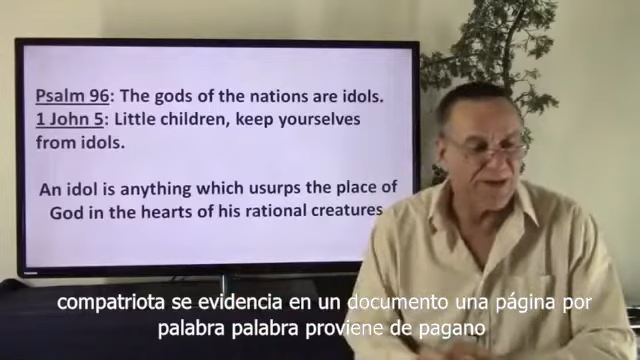 Psalm 96: The gods of the nations are idols.
1 John 5: Little children, keep yourselves
from idols.
An idol is anything which usurps the place of
God in the hearts of his rational creatures
compatriota se evidencia en un documento una página por
palabra palabra proviene de pagano